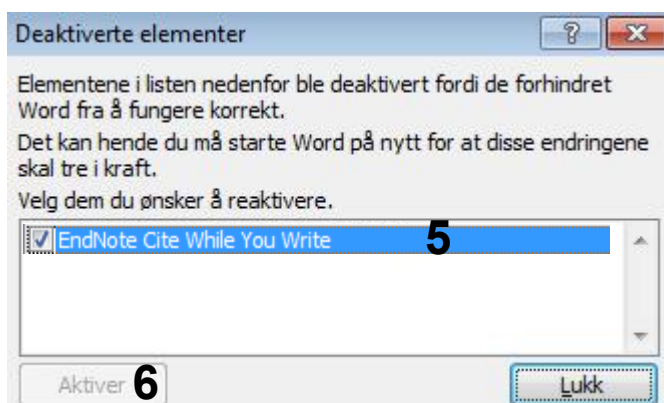 Deaktiverte elementer
?
Elementene i listen nedenfor ble deaktivert fordi de forhindret
Word fra å fungere korrekt.
Det kan hende du må starte Word på nytt for at disse endringene
skal tre i kraft.
Velg dem du ønsker å reaktivere.
EndNote Cite While You Write 5
Aktiver 6 Lukk